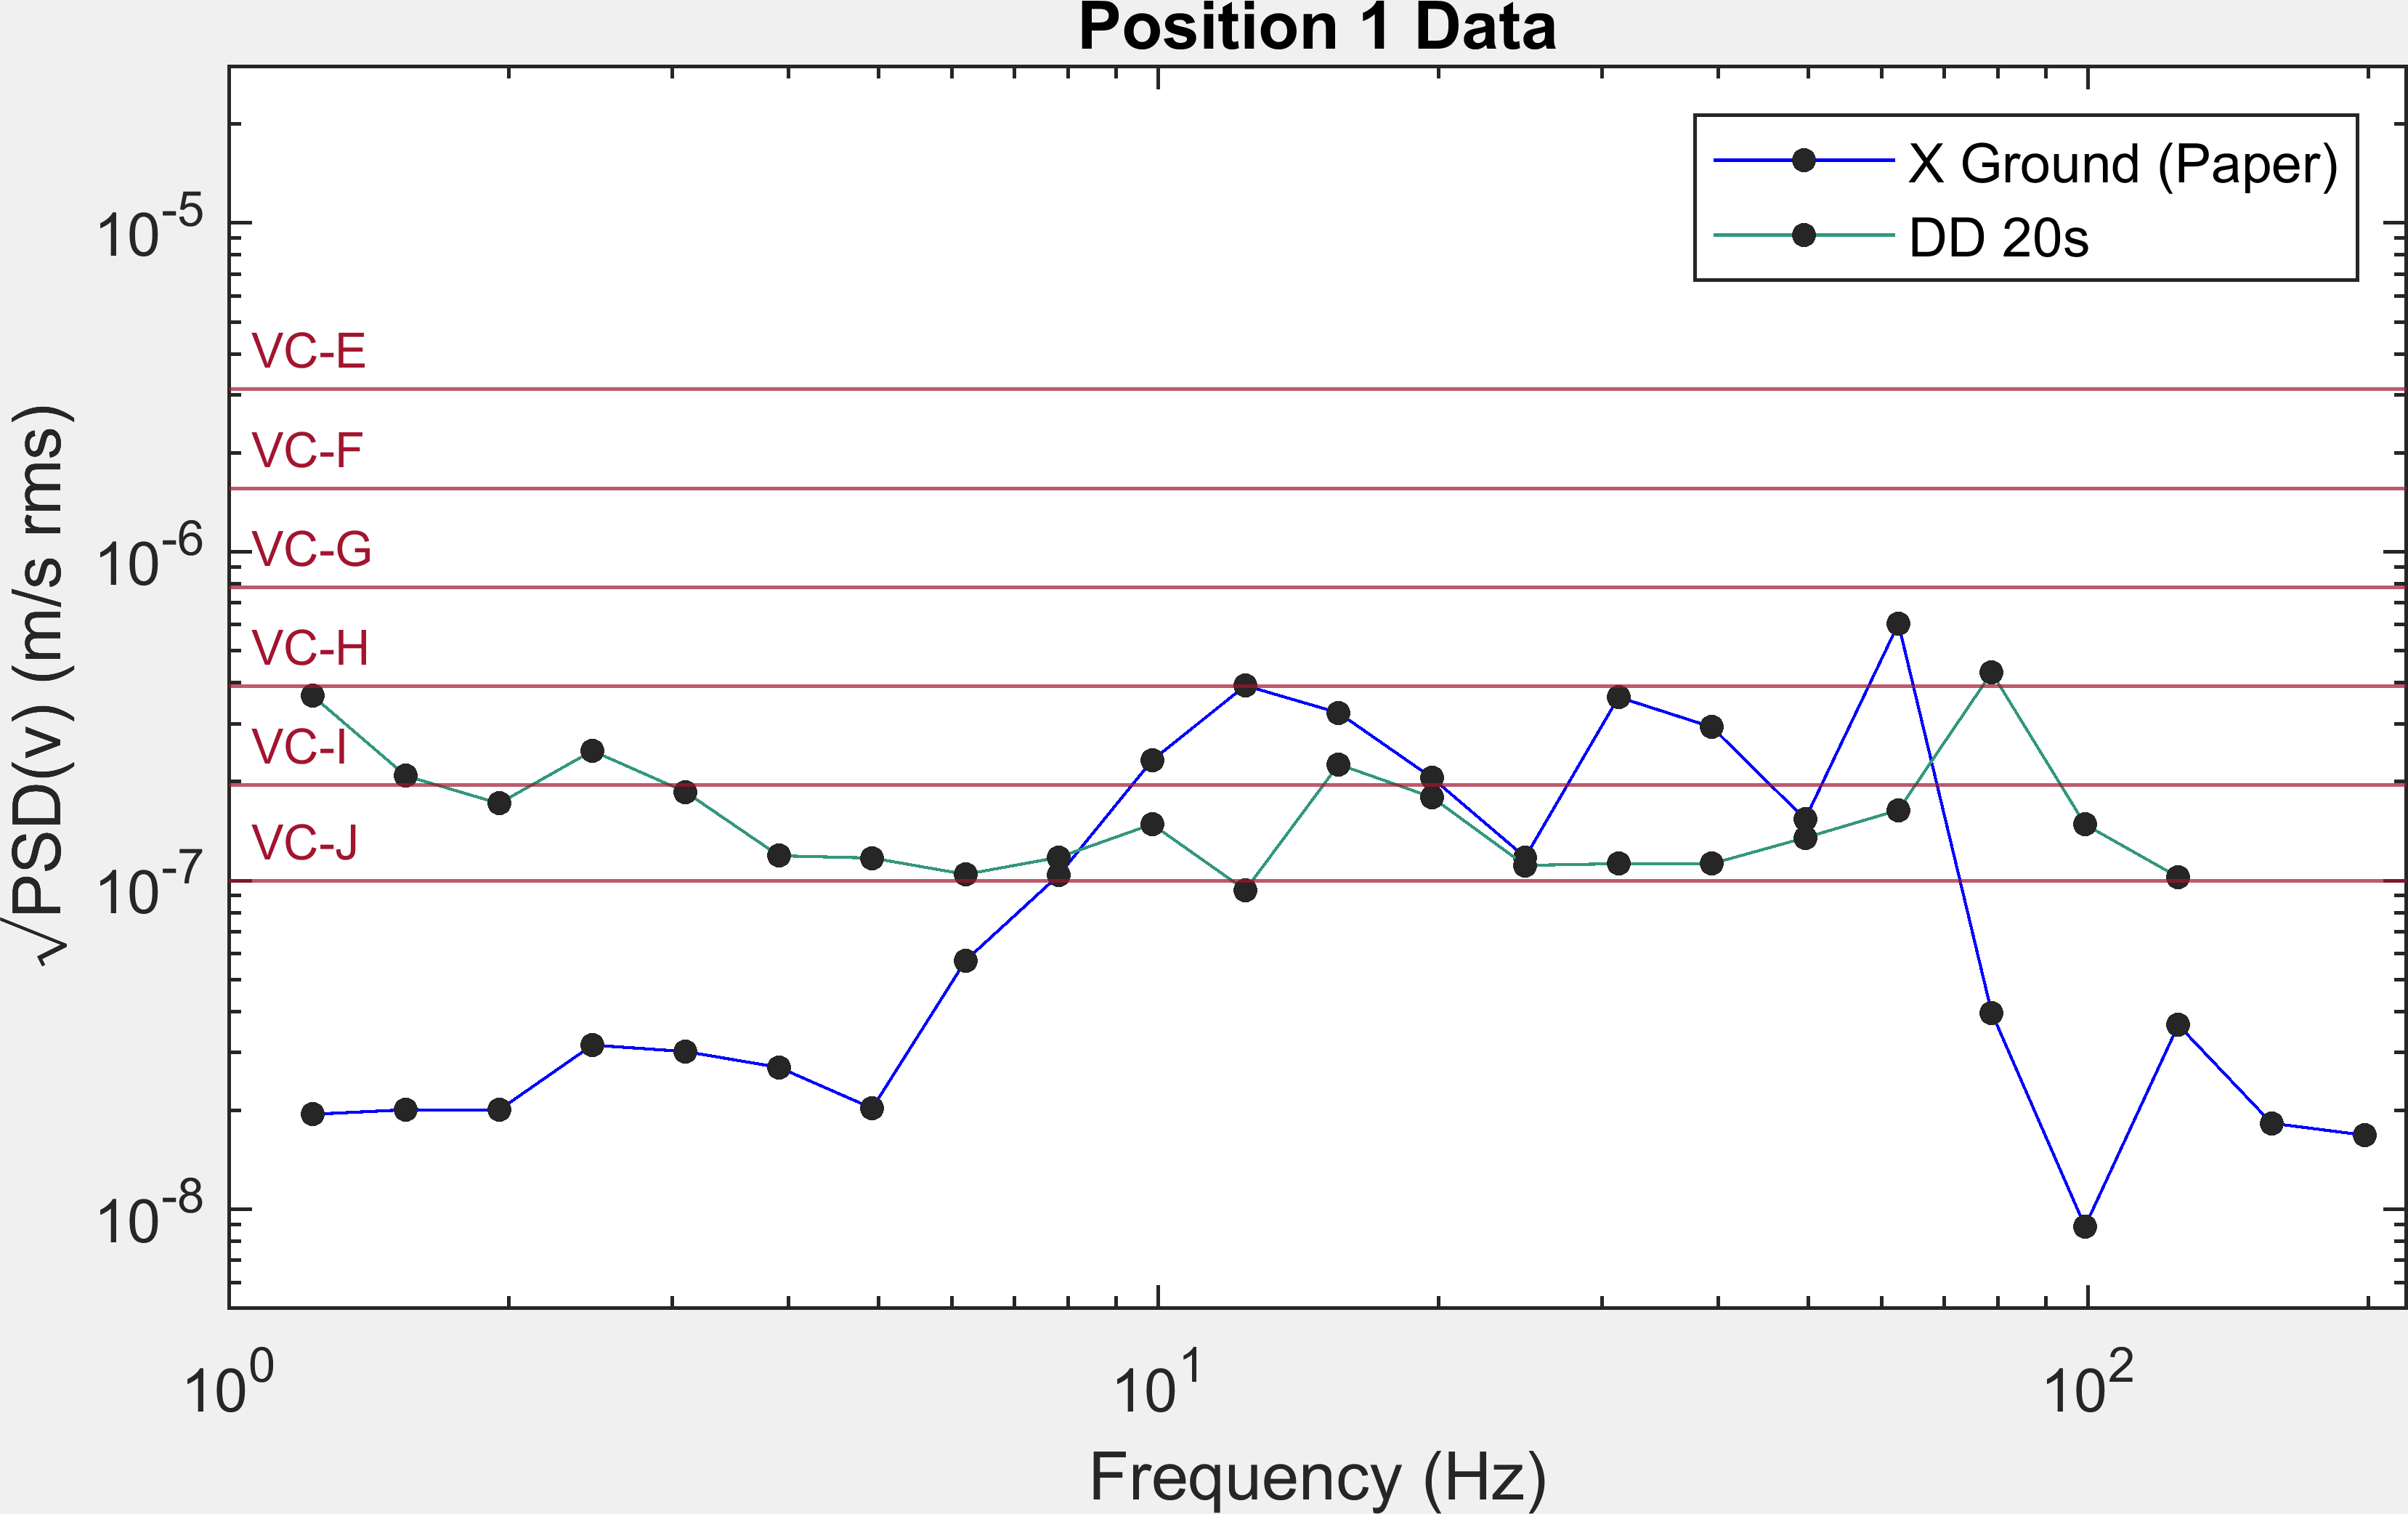 Position 1 Data
X Ground (Paper)
DD 20s
10⁻⁵
VC-E
VC-F
10⁻⁶
VC-G
VC-H
VC-I
VC-J
10⁻⁷
10⁻⁸
√PSD(v) (m/s rms)
10⁰
10¹
10²
Frequency (Hz)